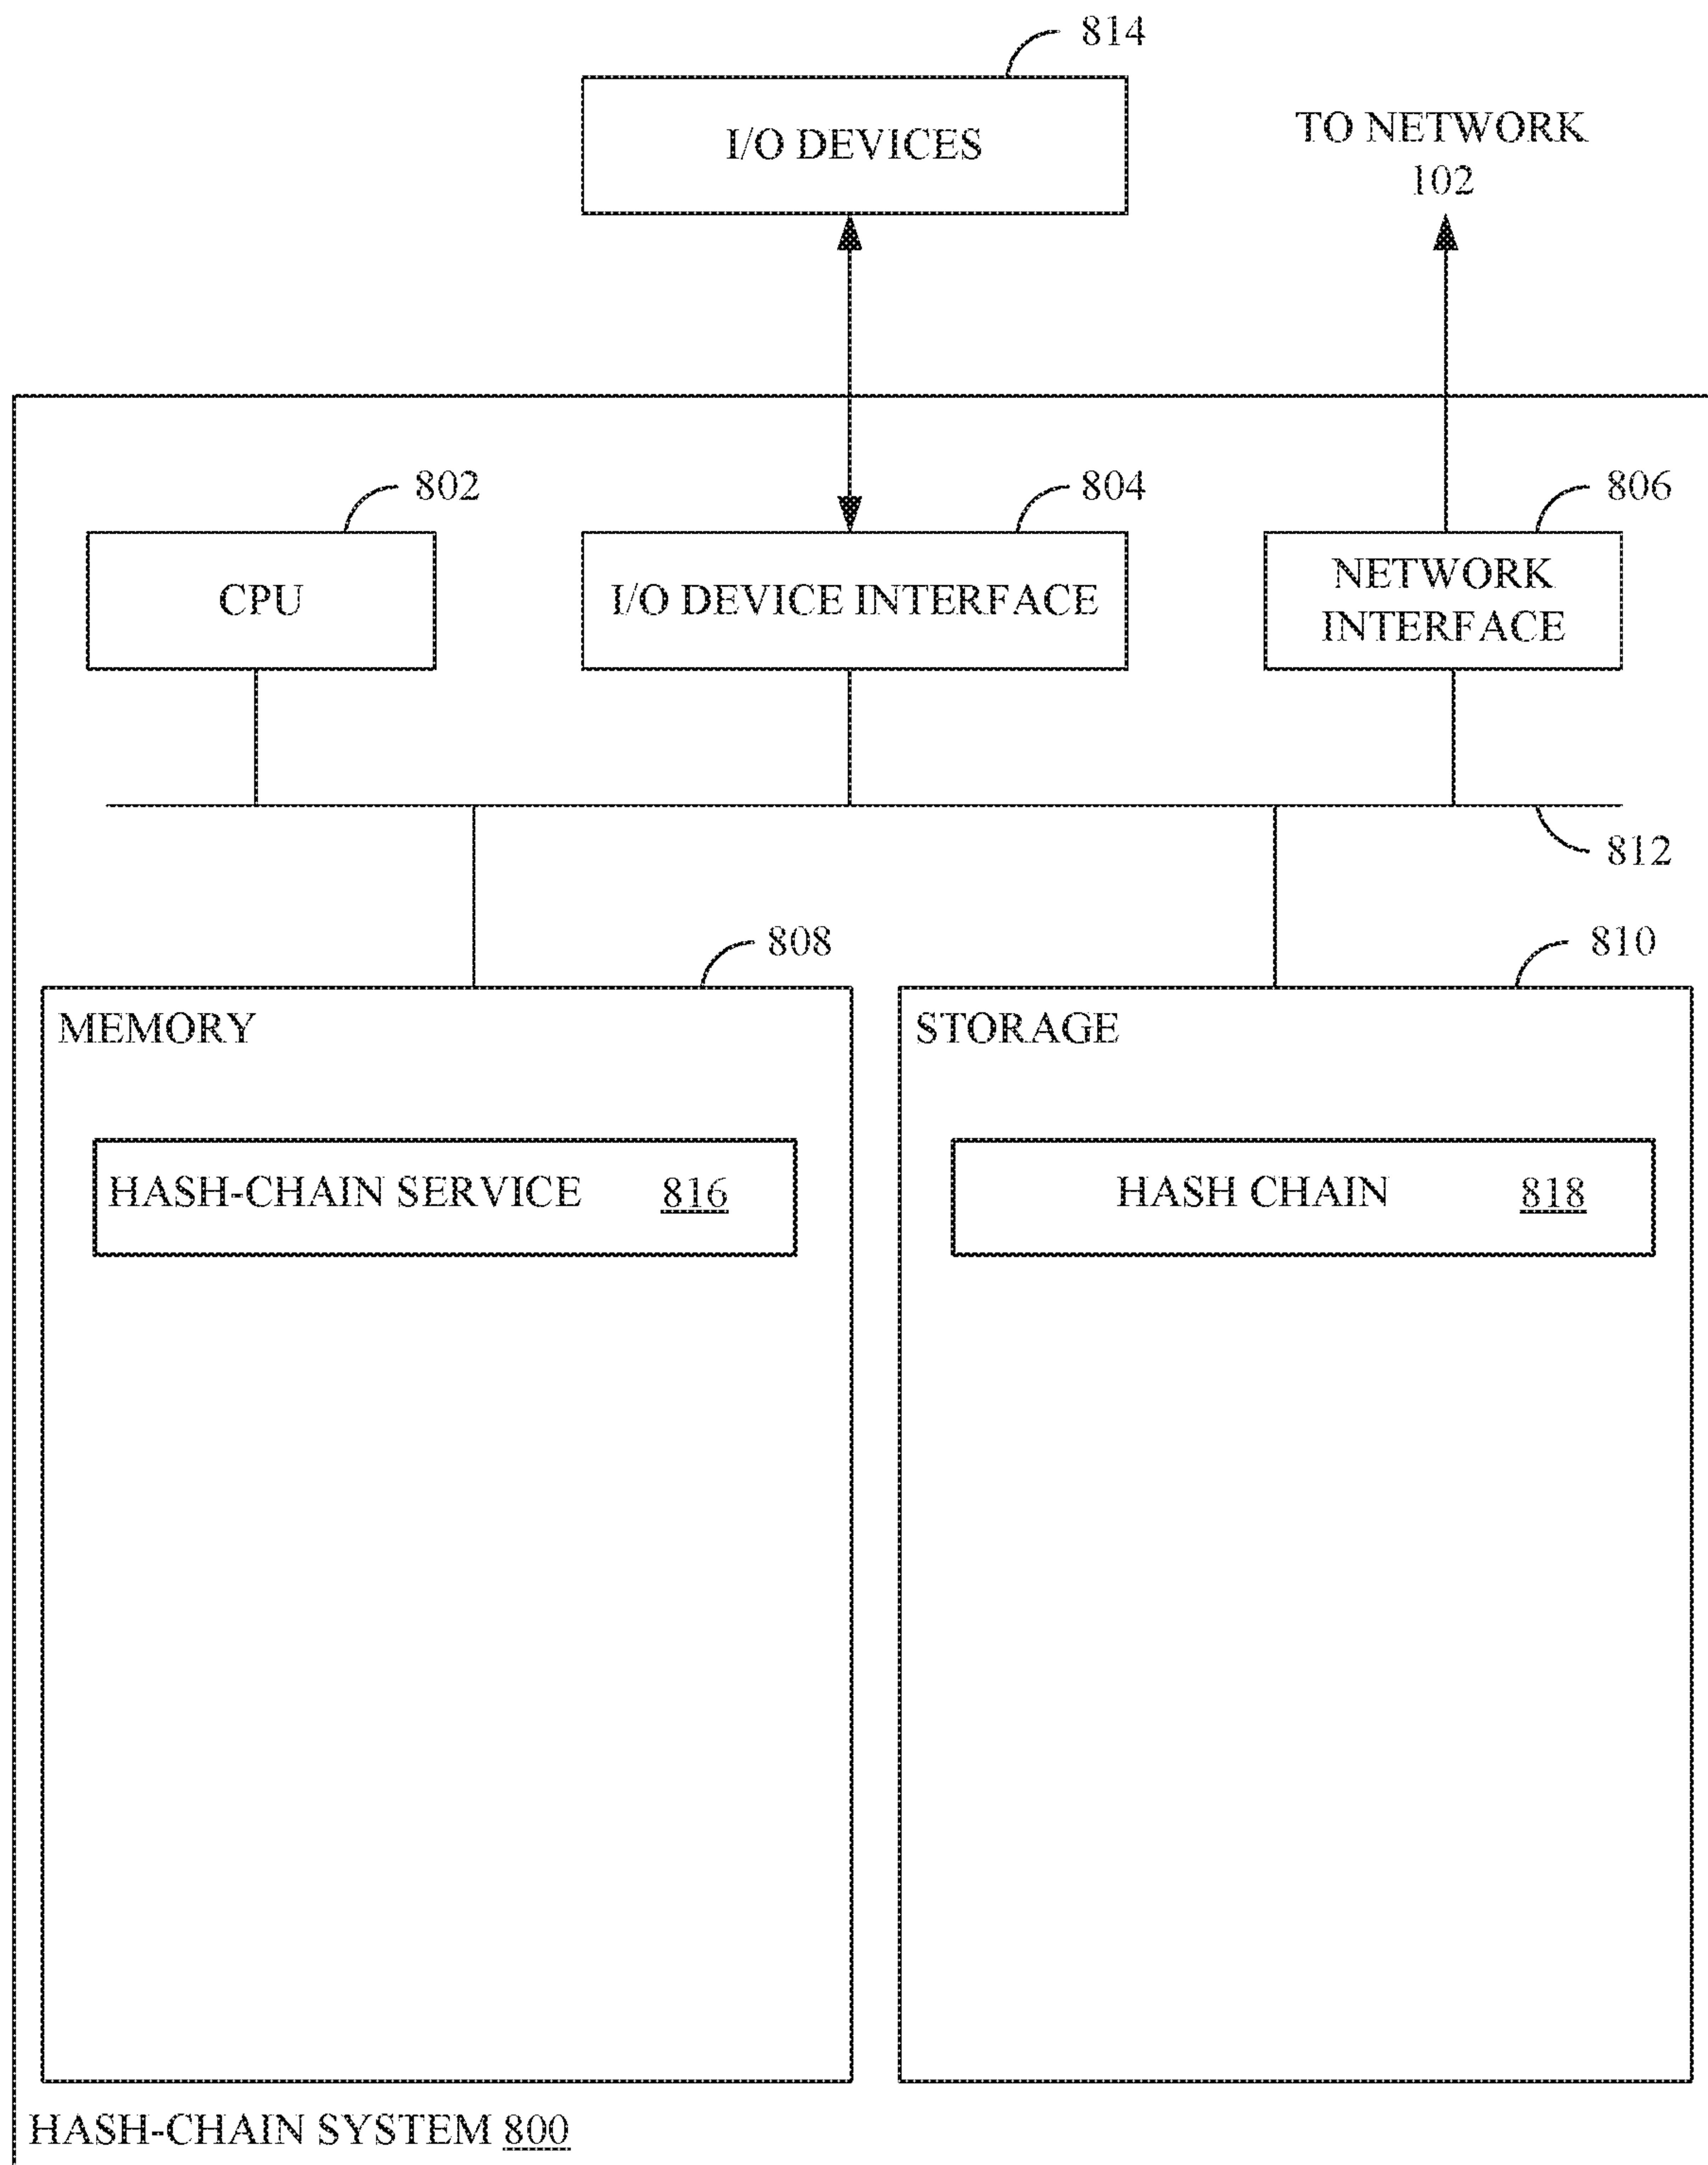 814
I/O DEVICES
TO NETWORK
102
802
804
806
CPU
I/O DEVICE INTERFACE
NETWORK
INTERFACE
812
808
810
MEMORY
STORAGE
HASH-CHAIN SERVICE 816
HASH CHAIN 818
HASH-CHAIN SYSTEM 800